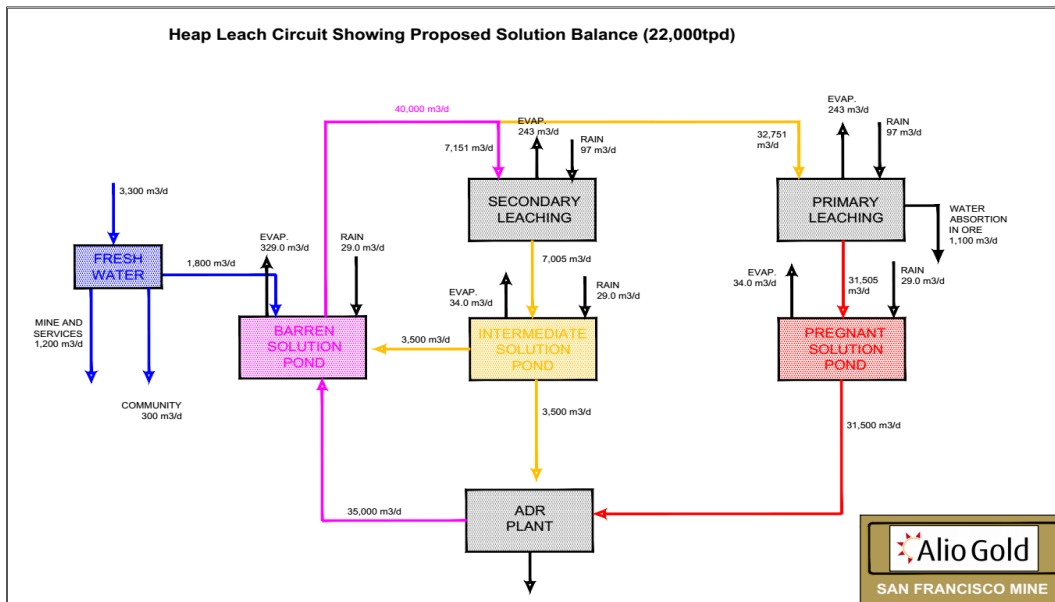 Heap Leach Circuit Showing Proposed Solution Balance (22,000tpd)
40,000 m3/d
EVAP.
243 m3/d
RAIN
97 m3/d
7,151 m3/d
32,751
m3/d
EVAP.
243 m3/d
RAIN
97 m3/d
3,300 m3/d
SECONDARY
LEACHING
PRIMARY
LEACHING
WATER
ABSORTION
IN ORE
1,100 m3/d
FRESH
WATER
1,800 m3/d
EVAP.
329.0 m3/d
RAIN
29.0 m3/d
7,005 m3/d
EVAP.
34.0 m3/d
RAIN
29.0 m3/d
EVAP.
34.0 m3/d
31,505
m3/d
RAIN
29.0 m3/d
MINE AND
SERVICES
1,200 m3/d
COMMUNITY
300 m3/d
BARREN
SOLUTION
POND
3,500 m3/d
INTERMEDIATE
SOLUTION
POND
PREGNANT
SOLUTION
POND
3,500 m3/d
31,500 m3/d
35,000 m3/d
ADR
PLANT
Alio Gold
SAN FRANCISCO MINE